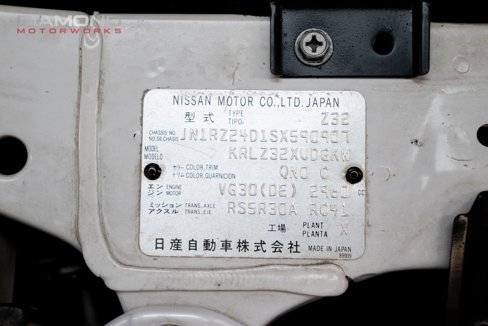 DIAMOND
MOTORWORKS
NISSAN MOTOR CO.,LTD. JAPAN
型式 TYPE TIPO. Z32
CHASSIS NO. NO DE CHASIS JN1RZ24D1SX590907
MODEL MODELO KRLZ32XUDGKW
カラー COLOR,TRIM
トリム COLOR,GUARNICION QN0 C
エンジン ENGINE MOTOR VG30(DE) 2960 CC
ミッション TRANS. AXLE
アクスル TRANS, EJE RS5R30A RC41
工場 PLANT PLANTA X
日産自動車株式会社 MADE IN JAPAN